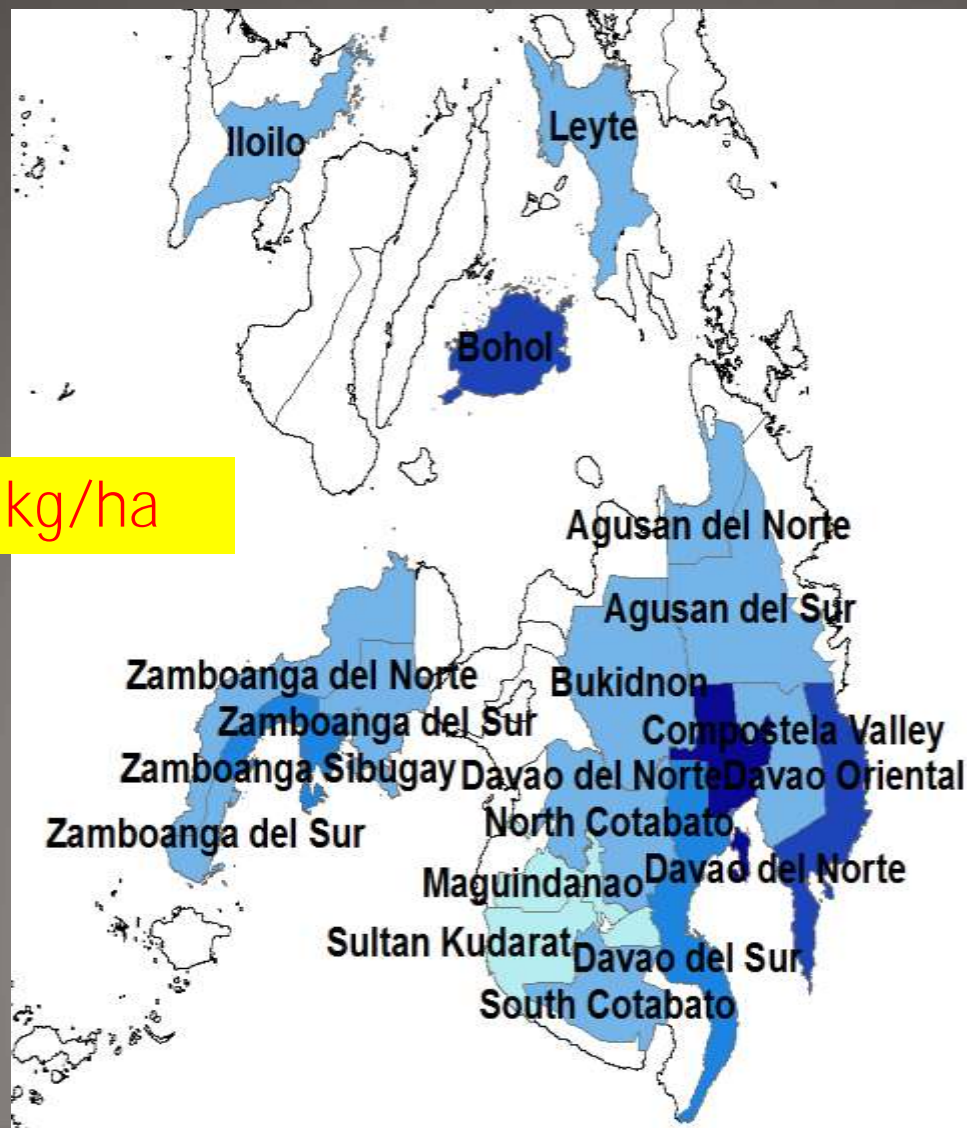 Iloilo
Leyte
Bohol
kg/ha
Agusan del Norte
Agusan del Sur
Zamboanga del Norte
Bukidnon
Zamboanga del Sur
Compostela Valley
Zamboanga Sibugay
Davao del Norte
Davao Oriental
North Cotabato
Zamboanga del Sur
Davao del Norte
Maguindanao
Sultan Kudarat
Davao del Sur
South Cotabato